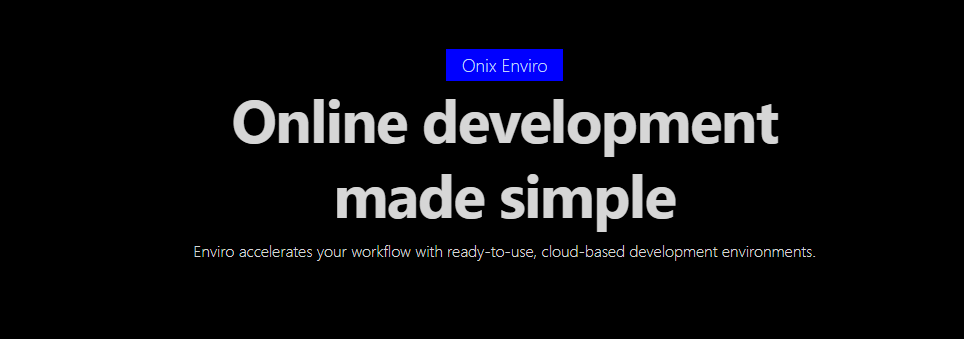 Onix Enviro
Online development
made simple
Enviro accelerates your workflow with ready-to-use, cloud-based development environments.